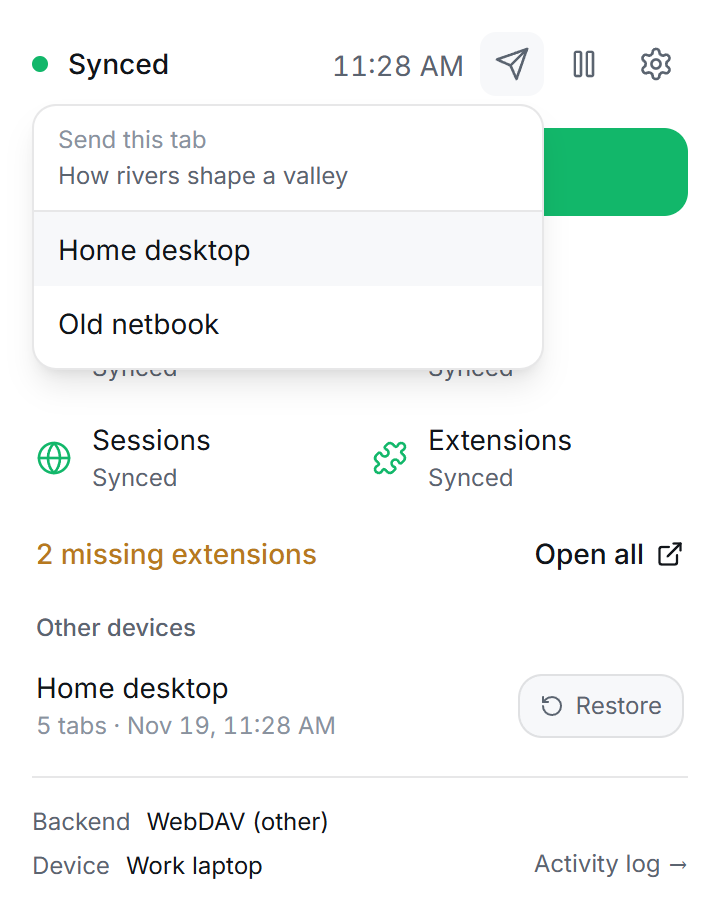 Synced
11:28 AM
Send this tab
How rivers shape a valley
Home desktop
Old netbook
Synced
Synced
Sessions
Extensions
Synced
Synced
2 missing extensions
Open all
Other devices
Home desktop
5 tabs · Nov 19, 11:28 AM
Restore
Backend WebDAV (other)
Device Work laptop
Activity log →